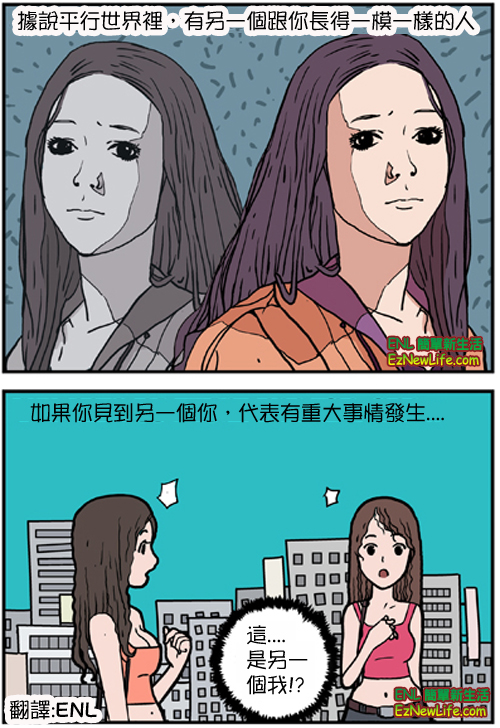 據說平行世界裡，有另一個跟你長得一模一樣的人
ENL 簡單新生活
EzNewLife.com
如果你見到另一個你，代表有重大事情發生....
這....
是另一
個我!?
翻譯:ENL
ENL 簡單新生活
EzNewLife.com